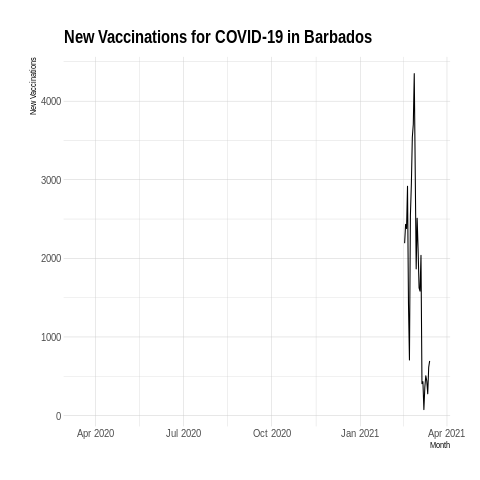 New Vaccinations for COVID-19 in Barbados
New Vaccinations
4000
3000
2000
1000
0
Apr 2020 Jul 2020 Oct 2020 Jan 2021 Apr 2021
Month